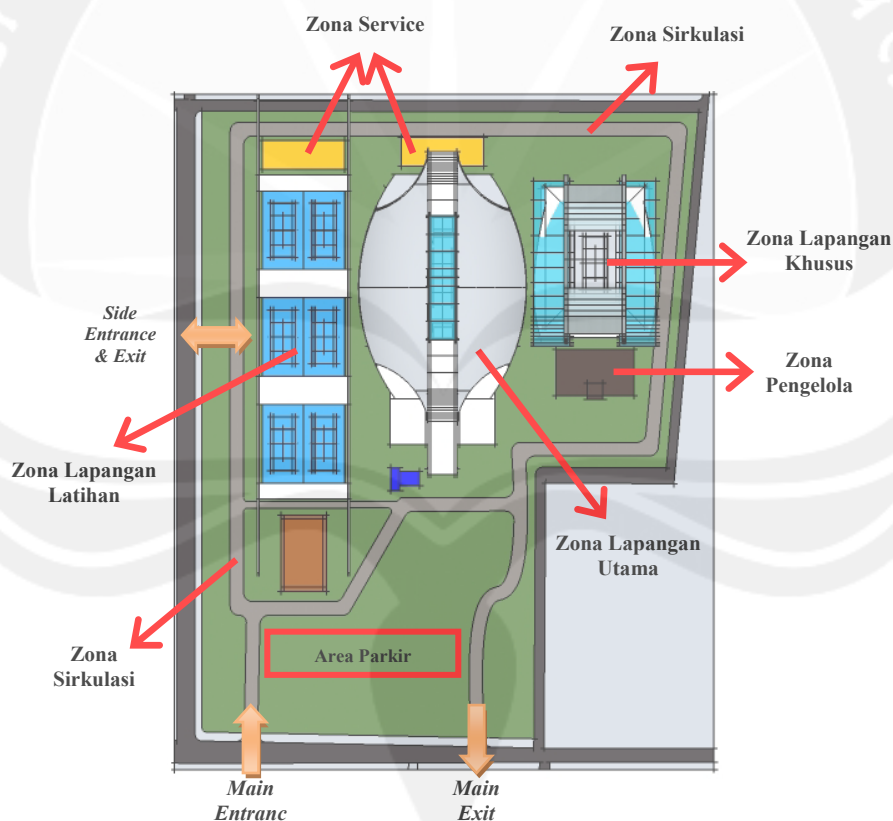 Zona Service
Zona Sirkulasi
Zona Lapangan
Khusus
Side
Entrance
& Exit
Zona
Pengelola
Zona Lapangan
Latihan
Zona Lapangan
Utama
Zona
Sirkulasi
Area Parkir
Main
Entranc
Main
Exit